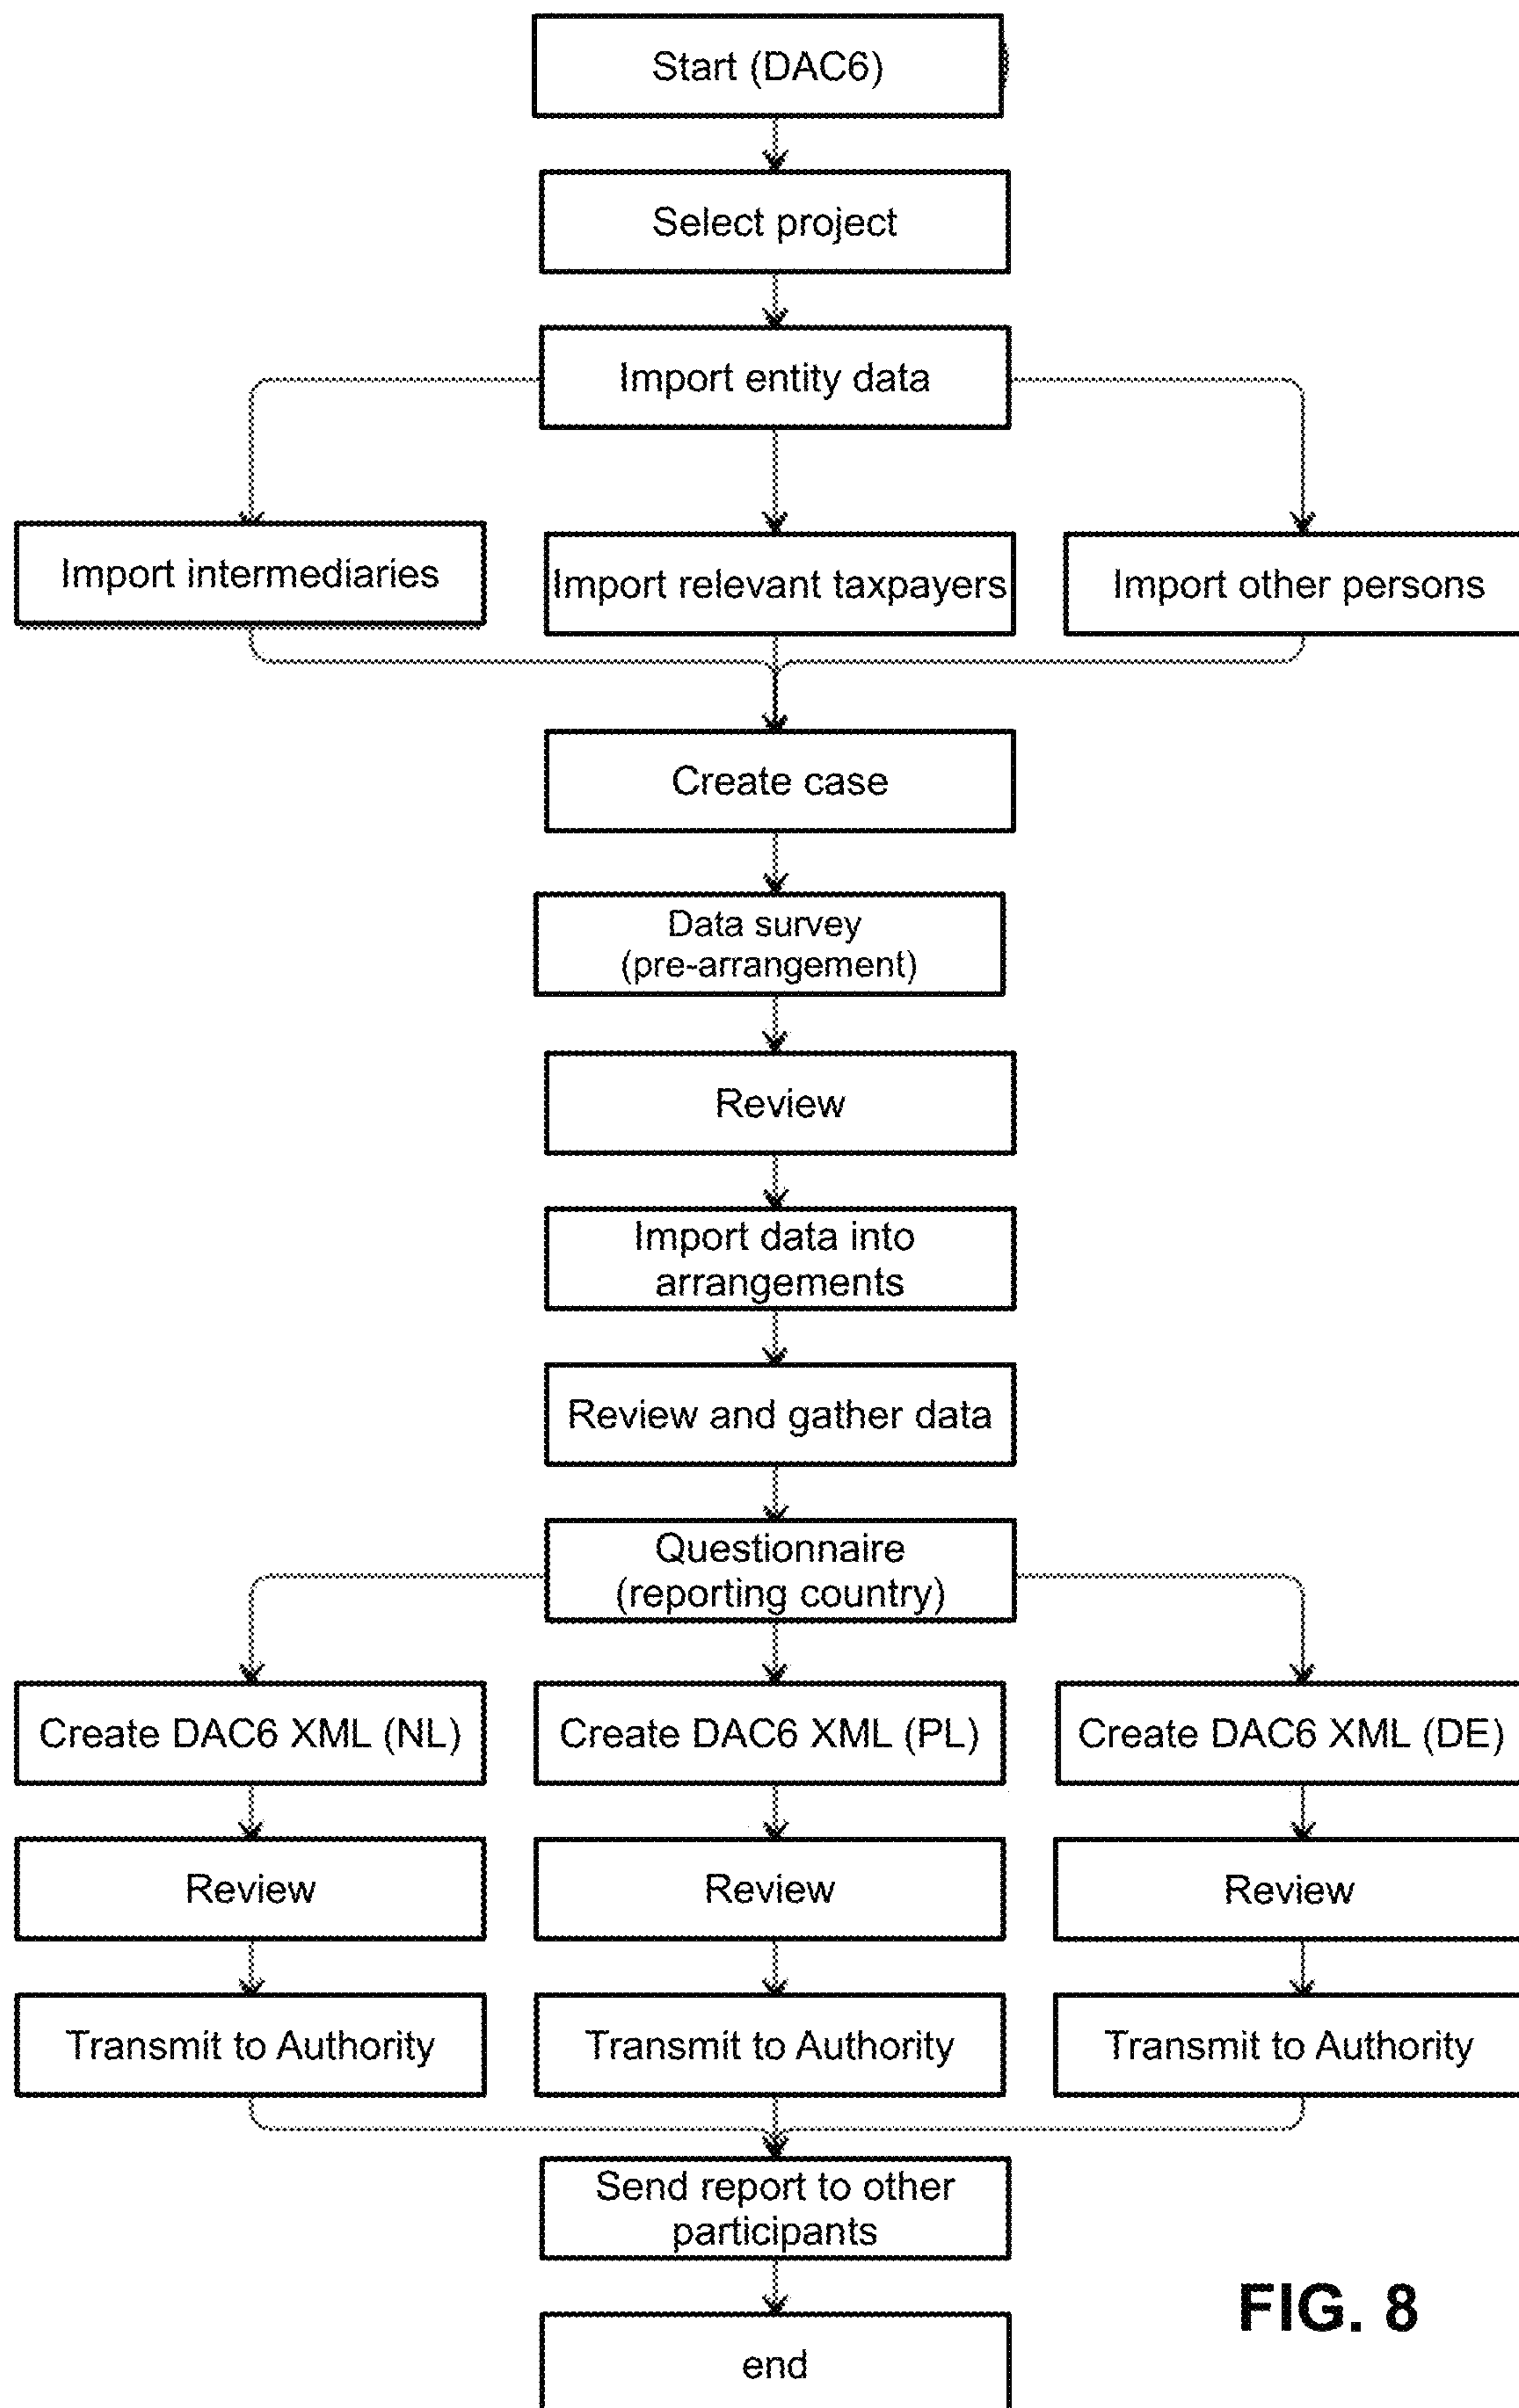 Start (DAC6)
Select project
Import entity data
Import intermediaries
Import relevant taxpayers
Import other persons
Create case
Data survey
(pre-arrangement)
Review
Import data into
arrangements
Review and gather data
Questionnaire
(reporting country)
Create DAC6 XML (NL)
Create DAC6 XML (PL)
Create DAC6 XML (DE)
Review
Review
Review
Transmit to Authority
Transmit to Authority
Transmit to Authority
Send report to other
participants
FIG. 8
end